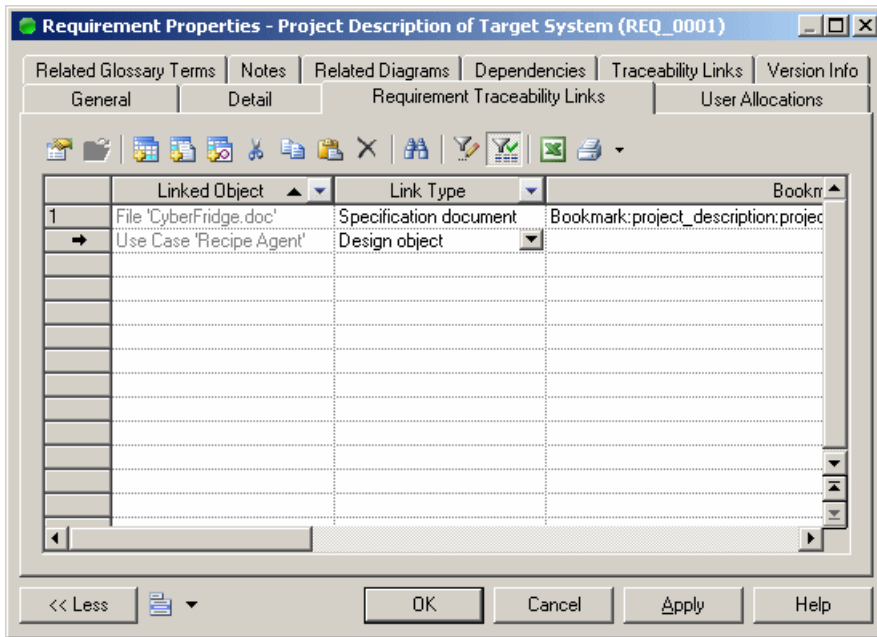 Requirement Properties - Project Description of Target System (REQ_0001)
Related Glossary Terms Notes Related Diagrams Dependencies Traceability Links Version Info
General Detail Requirement Traceability Links User Allocations
Linked Object Link Type Bookm
1 File 'CyberFridge.doc' Specification document Bookmark:project_description:projec
Use Case 'Recipe Agent' Design object
<< Less OK Cancel Apply Help